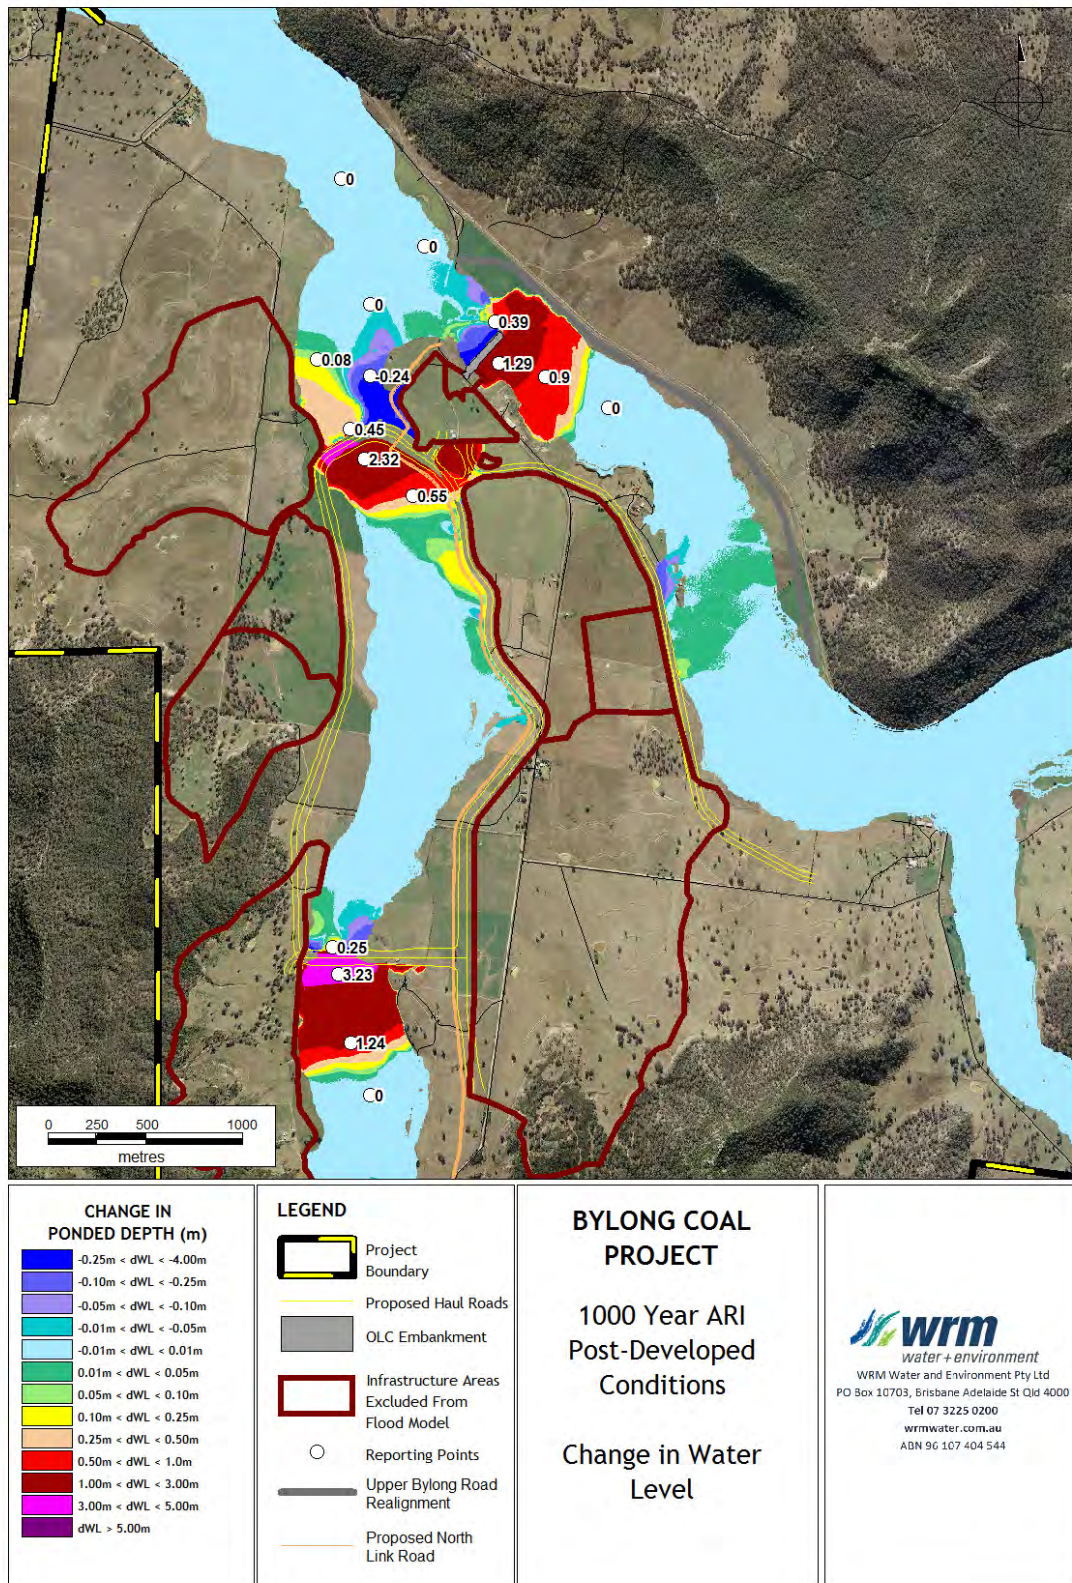 0
0
0
0.39
0.08
1.29
-0.24
0.9
0
0.45
2.32
0.55
0.25
3.23
1.24
0
0 250 500 1000
metres
CHANGE IN
PONDED DEPTH (m)
-0.25m < dWL < -4.00m
-0.10m < dWL < -0.25m
-0.05m < dWL < -0.10m
-0.01m < dWL < -0.05m
-0.01m < dWL < 0.01m
0.01m < dWL < 0.05m
0.05m < dWL < 0.10m
0.10m < dWL < 0.25m
0.25m < dWL < 0.50m
0.50m < dWL < 1.0m
1.00m < dWL < 3.00m
3.00m < dWL < 5.00m
dWL > 5.00m
LEGEND
Project
Boundary
Proposed Haul Roads
OLC Embankment
Infrastructure Areas
Excluded From
Flood Model
Reporting Points
Upper Bylong Road
Realignment
Proposed North
Link Road
BYLONG COAL
PROJECT
1000 Year ARI
Post-Developed
Conditions
Change in Water
Level
wrm
water + environment
WRM Water and Environment Pty Ltd
PO Box 10703, Brisbane Adelaide St Qld 4000
Tel 07 3225 0200
wrmwater.com.au
ABN 96 107 404 544